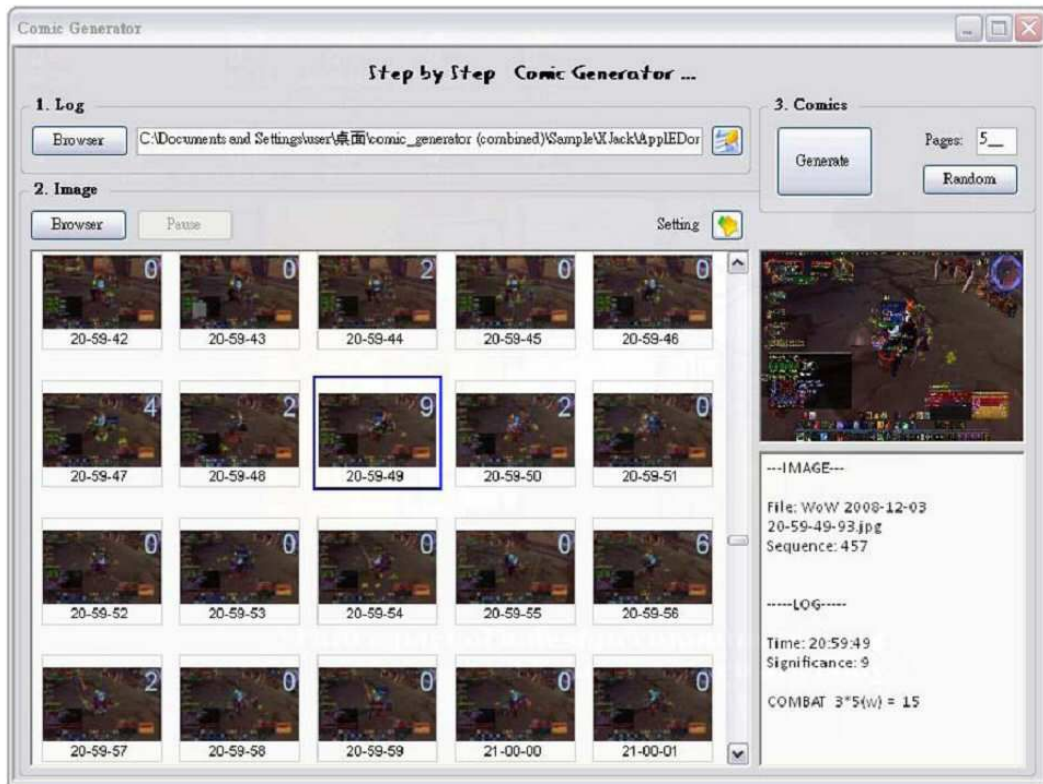 Comic Generator
Step by Step Comic Generator ...
1. Log
Browser
C:\Documents and Settings\user\桌面\comic_generator (combined)\Sample\XJack\ApplEDor
2. Image
Browser
Pause
Setting
3. Comics
Generate
Pages: 5__
Random
0 0 2 0 0
20-59-42 20-59-43 20-59-44 20-59-45 20-59-46
4 2 9 2 0
20-59-47 20-59-48 20-59-49 20-59-50 20-59-51
0 0 0 0 6
20-59-52 20-59-53 20-59-54 20-59-55 20-59-56
2 0 0 0 0
20-59-57 20-59-58 20-59-59 21-00-00 21-00-01
---IMAGE---
File: WoW 2008-12-03
20-59-49-93.jpg
Sequence: 457
-----LOG-----
Time: 20:59:49
Significance: 9
COMBAT 3*5(w) = 15